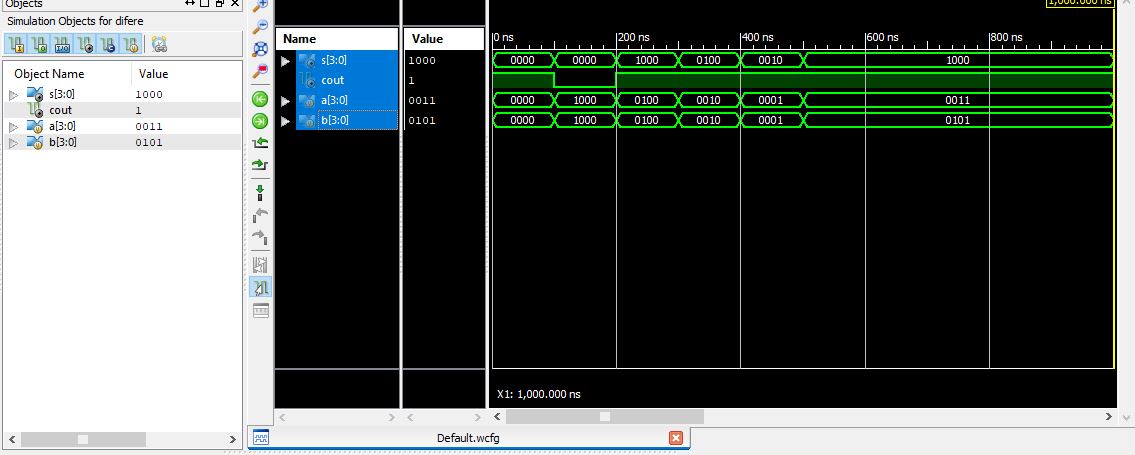 Objects
Simulation Objects for difere
Object Name Value
s[3:0] 1000
cout 1
a[3:0] 0011
b[3:0] 0101
1,000.000 ns
Name Value 0 ns 200 ns 400 ns 600 ns 800 ns
s[3:0] 1000 0000 0000 1000 0100 0010 1000
cout 1
a[3:0] 0011 0000 1000 0100 0010 0001 0011
b[3:0] 0101 0000 1000 0100 0010 0001 0101
X1: 1,000.000 ns
Default.wcfg